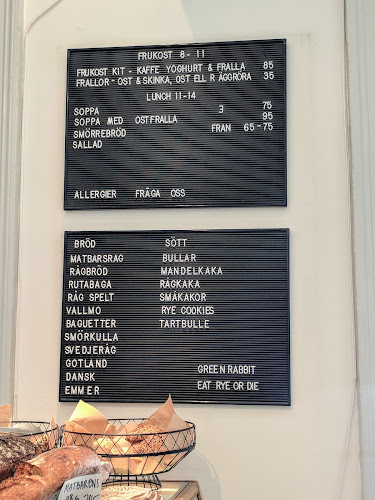 FRUKOST 8-11
FRUKOST KIT - KAFFE YOGHURT & FRALLA 85
FRALLOR - OST & SKINKA, OST ELL R ÄGGRÖRA 35
LUNCH 11-14
SOPPA 3 75
SOPPA MED OSTFRALLA 95
SMÖRREBRÖD FRÅN 65-75
SALLAD
ALLERGIER FRÅGA OSS
BRÖD
MATBARSRAG
RÅGBRÖD
RUTABAGA
RÅG SPELT
VALLMO
BAGUETTER
SMÖRKULLA
SVEDJERÅG
GOTLAND
DANSK
EMMER
SÖTT
BULLAR
MANDELKAKA
RÅGKAKA
SMÅKAKOR
RYE COOKIES
TARTBULLE
GREEN RABBIT
EAT RYE OR DIE
MATBARENS